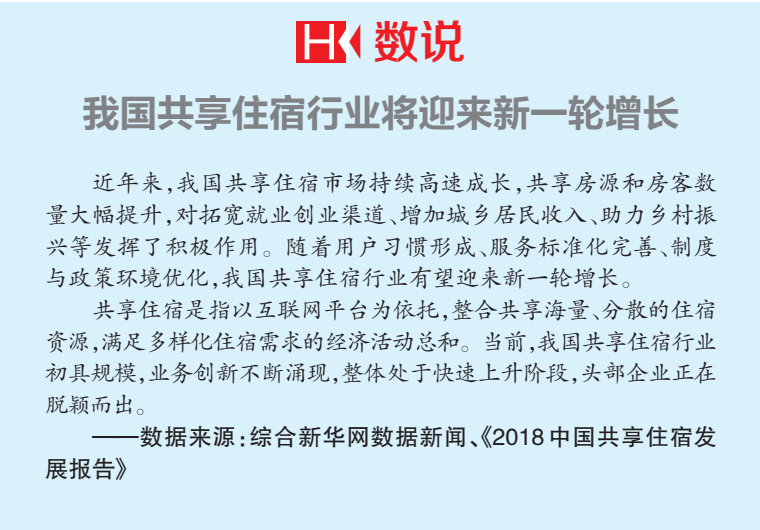 HK 数说
我国共享住宿行业将迎来新一轮增长
近年来,我国共享住宿市场持续高速成长,共享房源和房客数
量大幅提升,对拓宽就业创业渠道、增加城乡居民收入、助力乡村振
兴等发挥了积极作用。随着用户习惯形成、服务标准化完善、制度
与政策环境优化,我国共享住宿行业有望迎来新一轮增长。
共享住宿是指以互联网平台为依托,整合共享海量、分散的住宿
资源,满足多样化住宿需求的经济活动总和。当前,我国共享住宿行业
初具规模,业务创新不断涌现,整体处于快速上升阶段,头部企业正在
脱颖而出。
——数据来源:综合新华网数据新闻、《2018中国共享住宿发
展报告》